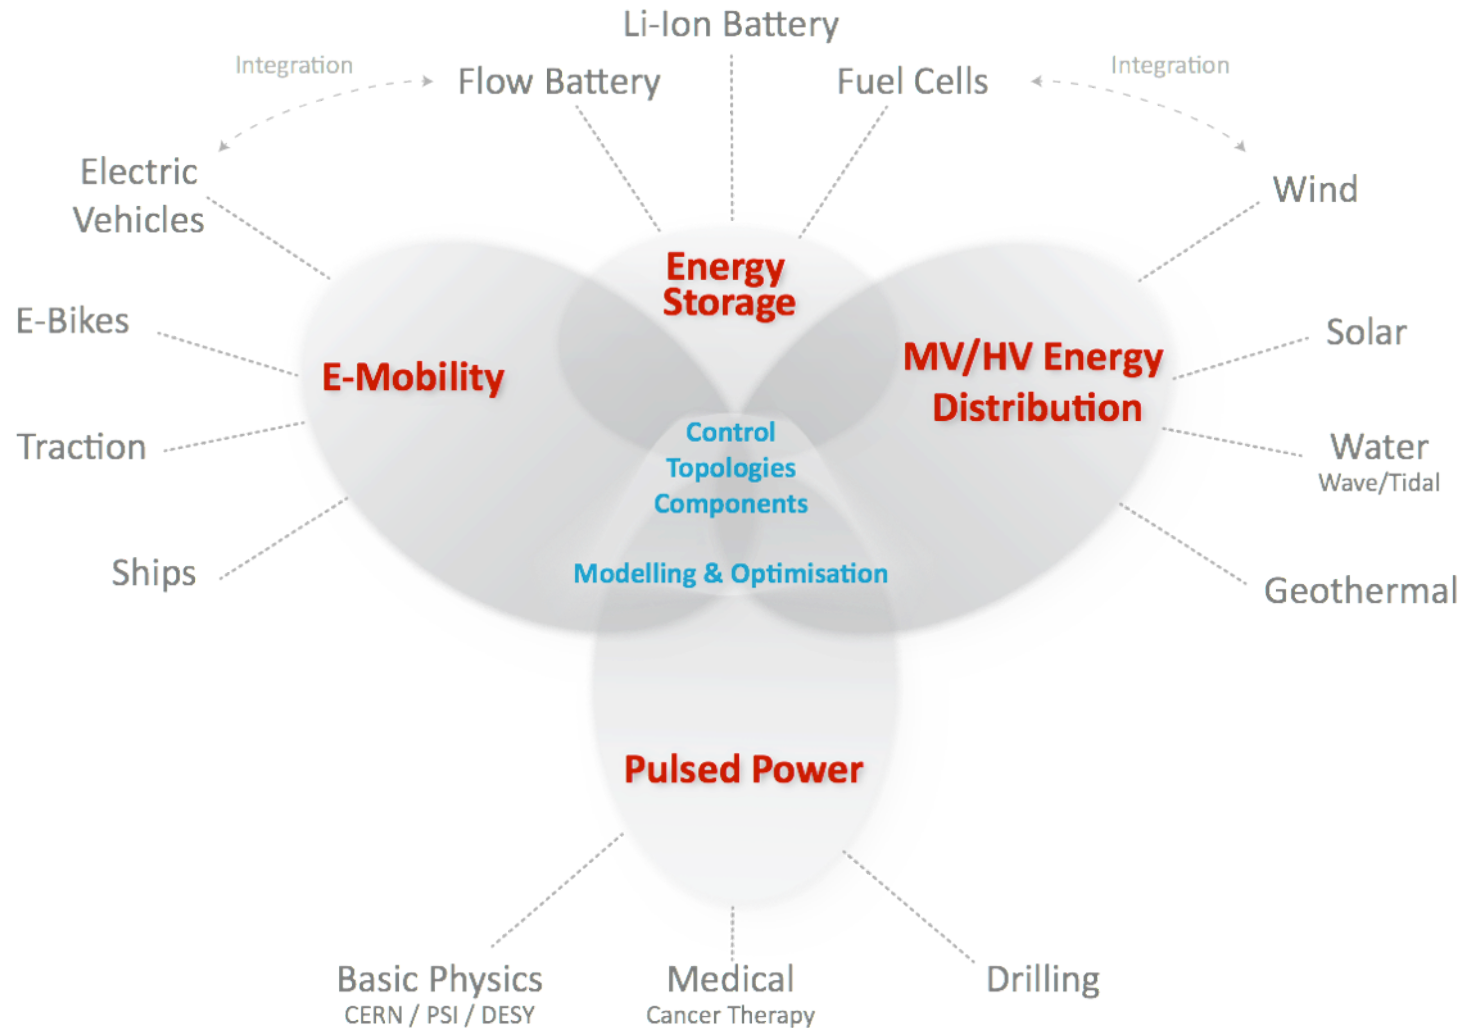 Li-Ion Battery
Integration
Flow Battery
Fuel Cells
Integration
Electric
Vehicles
Wind
Energy
Storage
E-Bikes
Solar
E-Mobility
MV/HV Energy
Distribution
Control
Topologies
Components
Traction
Water
Wave/Tidal
Modelling & Optimisation
Ships
Geothermal
Pulsed Power
Basic Physics
CERN / PSI / DESY
Medical
Cancer Therapy
Drilling